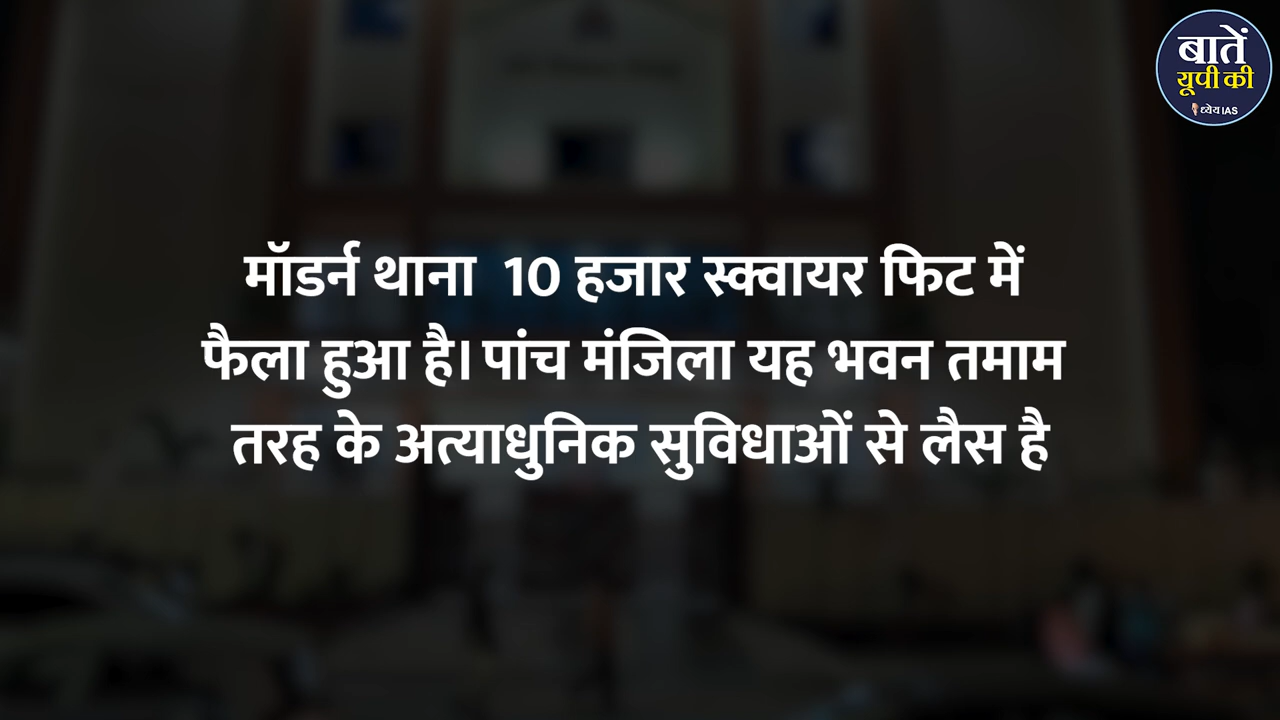 बातें
यूपी की
ध्येय IAS
मॉडर्न थाना 10 हजार स्क्वायर फिट में
फैला हुआ है। पांच मंजिला यह भवन तमाम
तरह के अत्याधुनिक सुविधाओं से लैस है